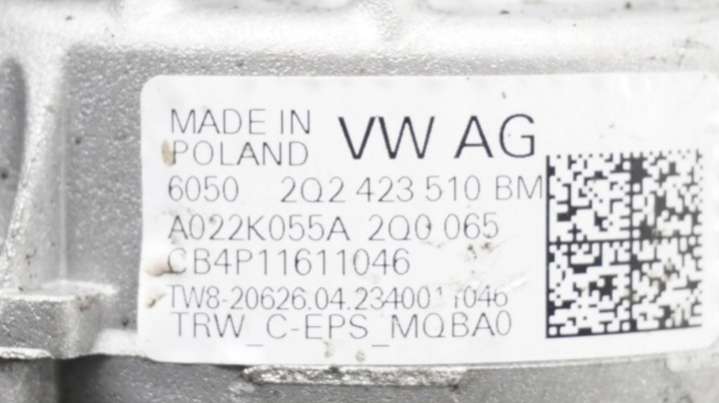 MADE IN
POLAND
VW AG
6050 2Q2 423 510 BM
A022K055A 2Q0 065
CB4P11611046
TW8-20626.04.2340011046
TRW_C-EPS_MQBA0